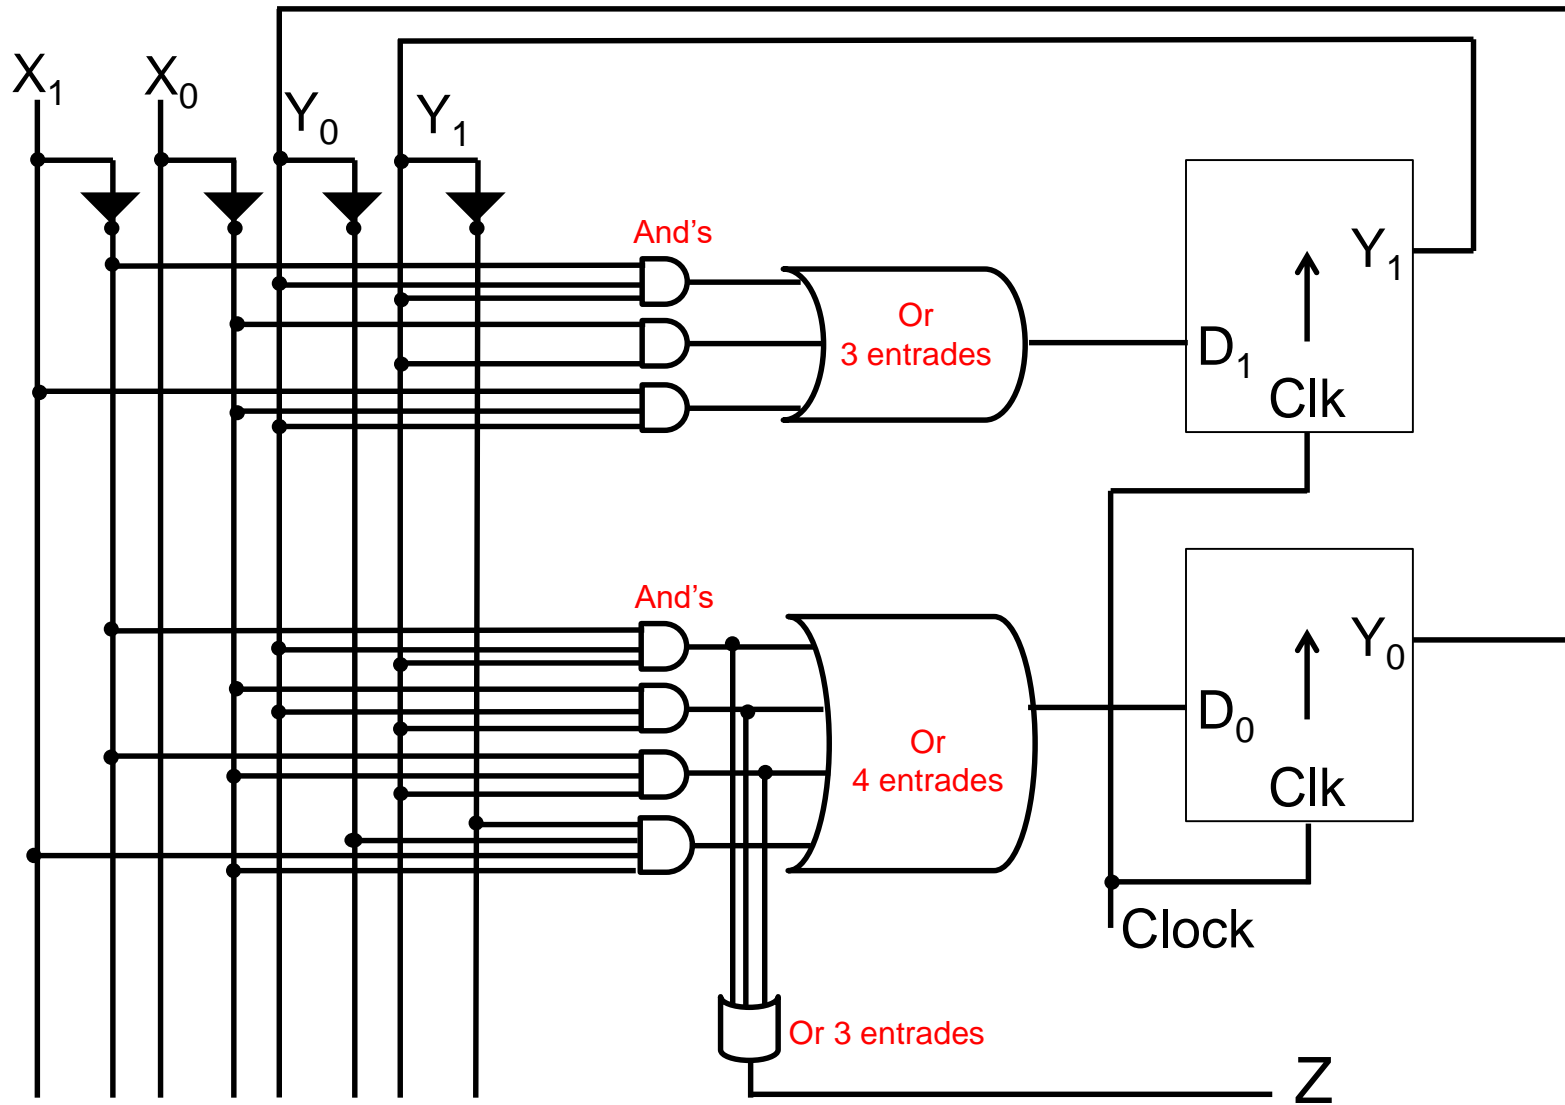 X1
X0
Y0
Y1
And's
Or
3 entrades
Y1
D1
Clk
And's
Or
4 entrades
Y0
D0
Clk
Clock
Or 3 entrades
Z